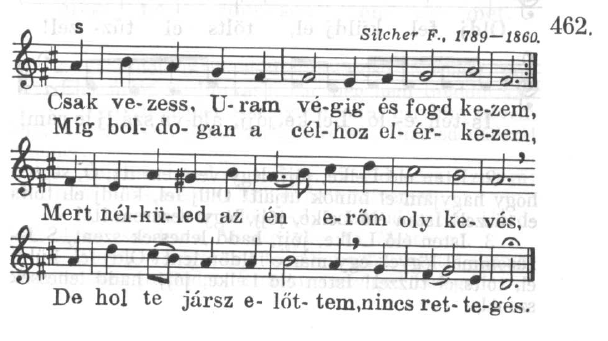 s
Silcher F., 1789—1860.
462.
Csak ve-zess, U-ram vé-gig és fogd ke-zem,
Míg bol-do-gan a cél-hoz el-ér-kezem,
Mert nél-kü-led az én e-rőm oly ke-vés,
De hol te jársz e-lőt-tem, nincs ret-te-gés.